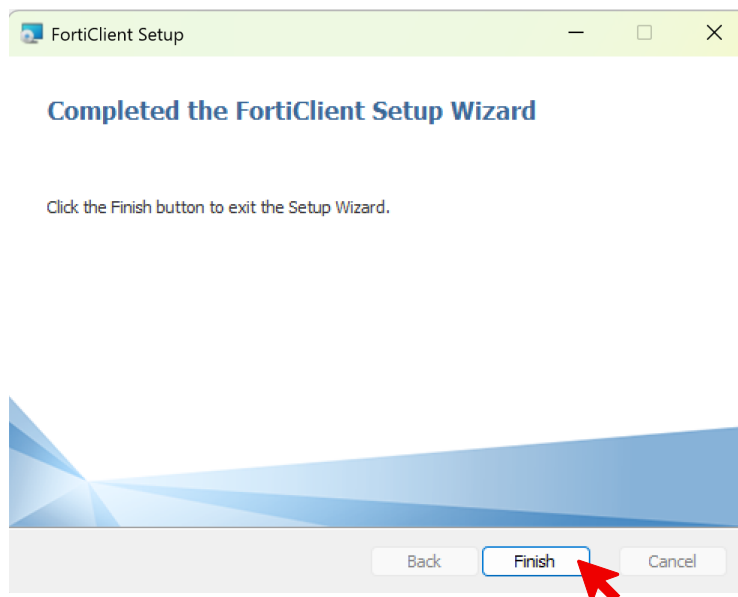 FortiClient Setup
Completed the FortiClient Setup Wizard
Click the Finish button to exit the Setup Wizard.
Back Finish Cancel